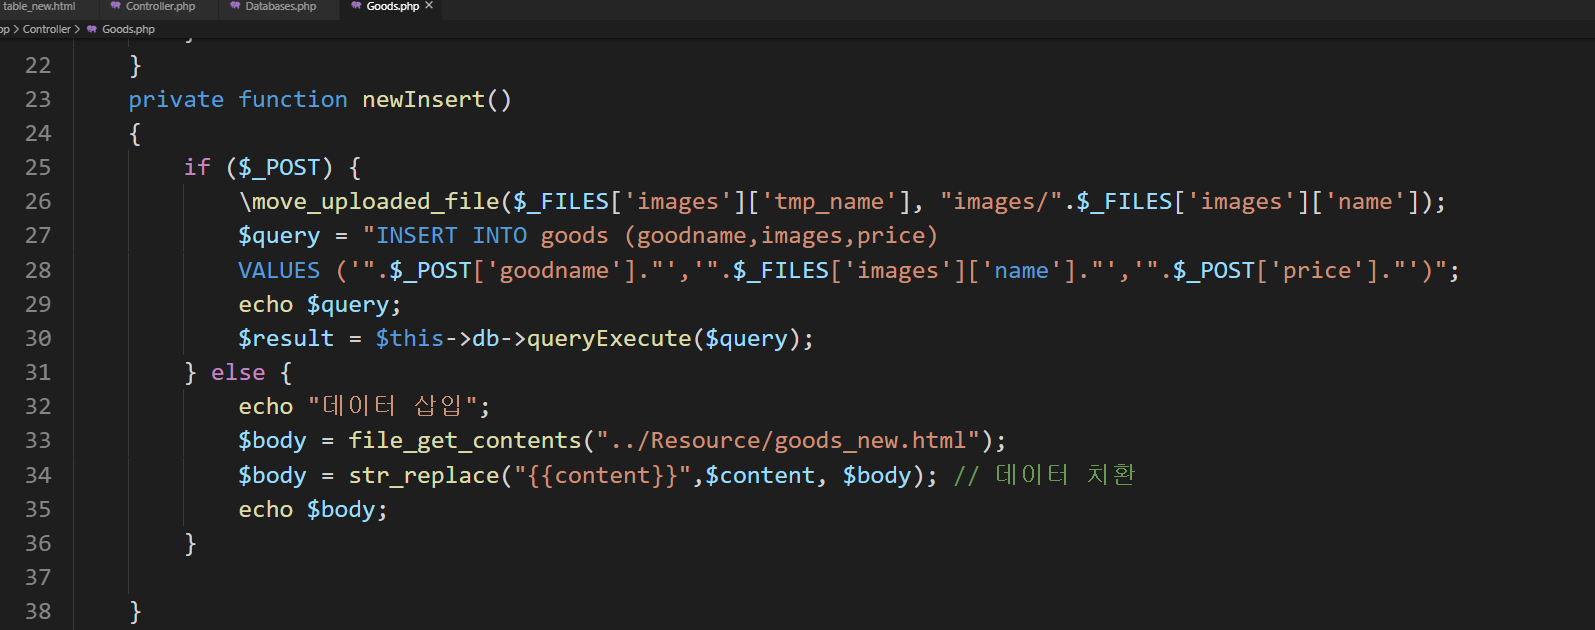 table_new.html Controller.php Databases.php Goods.php ×
pp > Controller > Goods.php
22 }
23 private function newInsert()
24 {
25 if ($_POST) {
26 \move_uploaded_file($_FILES['images']['tmp_name'], "images/".$_FILES['images']['name']);
27 $query = "INSERT INTO goods (goodname,images,price)
28 VALUES ('".$_POST['goodname']."','".$_FILES['images']['name']."','".$_POST['price']."')";
29 echo $query;
30 $result = $this->db->queryExecute($query);
31 } else {
32 echo "데이터 삽입";
33 $body = file_get_contents("../Resource/goods_new.html");
34 $body = str_replace("{{content}}",$content, $body); // 데이터 치환
35 echo $body;
36 }
37
38 }